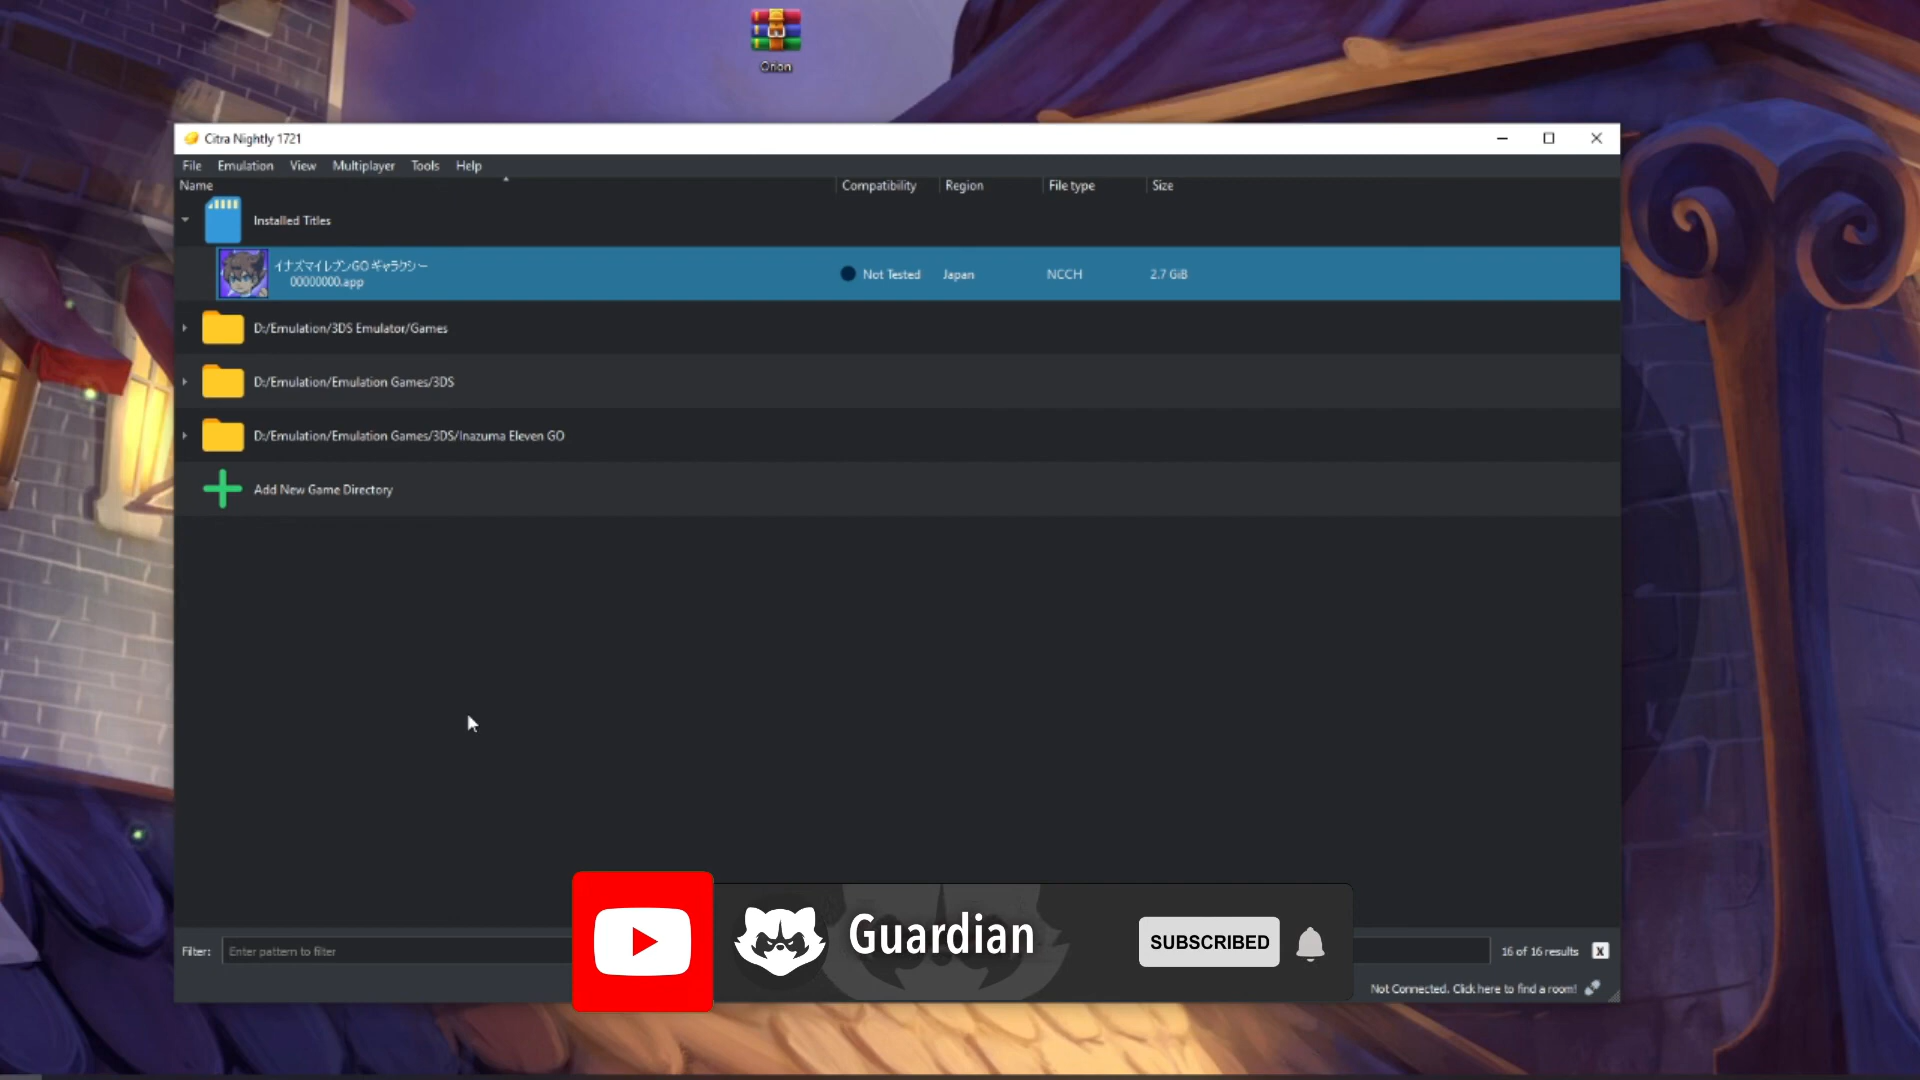 Onon
Citra Nightly 1721
File Emulation View Multiplayer Tools Help
Name Compatibility Region File type Size
Installed Titles
イナズマイレブンGO ギャラクシー
00000000.app Not Tested Japan NCCH 2.7 GiB
D:/Emulation/3DS Emulator/Games
D:/Emulation/Emulation Games/3DS
D:/Emulation/Emulation Games/3DS/Inazuma Eleven GO
Add New Game Directory
Guardian
SUBSCRIBED
Filter: Enter pattern to filter 16 of 16 results X
Not Connected. Click here to find a room!